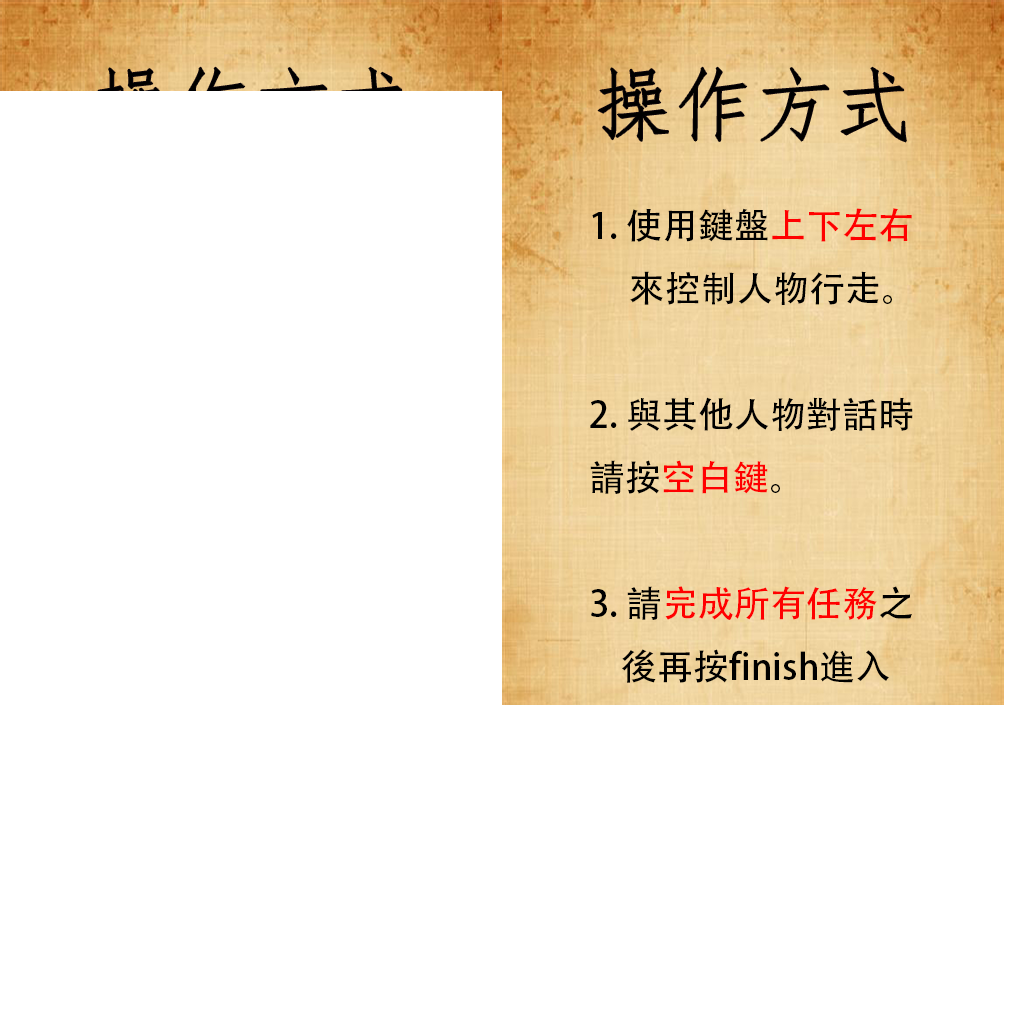 操作方式
1. 使用鍵盤上下左右
來控制人物行走。
2. 與其他人物對話時
請按空白鍵。
3. 請完成所有任務之
後再按finish進入